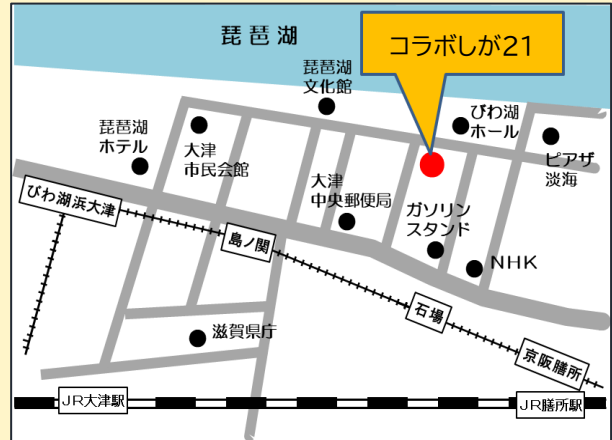 琵琶湖
コラボしが21
琵琶湖
文化館
びわ湖
ホール
琵琶湖
ホテル
大津
市民会館
ピアザ
淡海
びわ湖浜大津
大津
中央郵便局
ガソリン
スタンド
島ノ関
NHK
石場
滋賀県庁
京阪膳所
JR大津駅
JR膳所駅